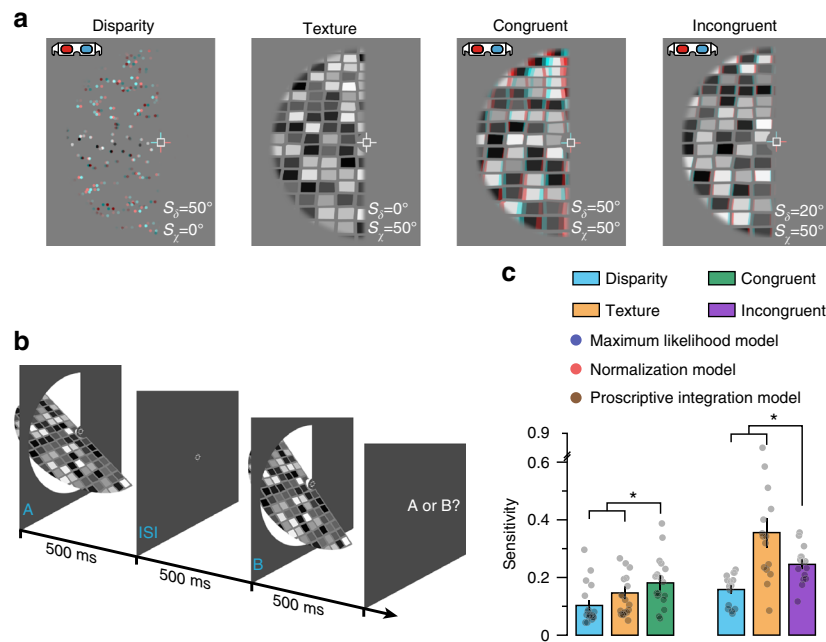 a
Disparity
Texture
Congruent
Incongruent
Sδ=50°
Sχ=0°
Sδ=0°
Sχ=50°
Sδ=50°
Sχ=50°
Sδ=20°
Sχ=50°
b
A
500 ms
ISI
500 ms
B
500 ms
A or B?
c
Disparity
Congruent
Texture
Incongruent
Maximum likelihood model
Normalization model
Proscriptive integration model
Sensitivity
0.9
0.6
0.4
0.2
0
*
*